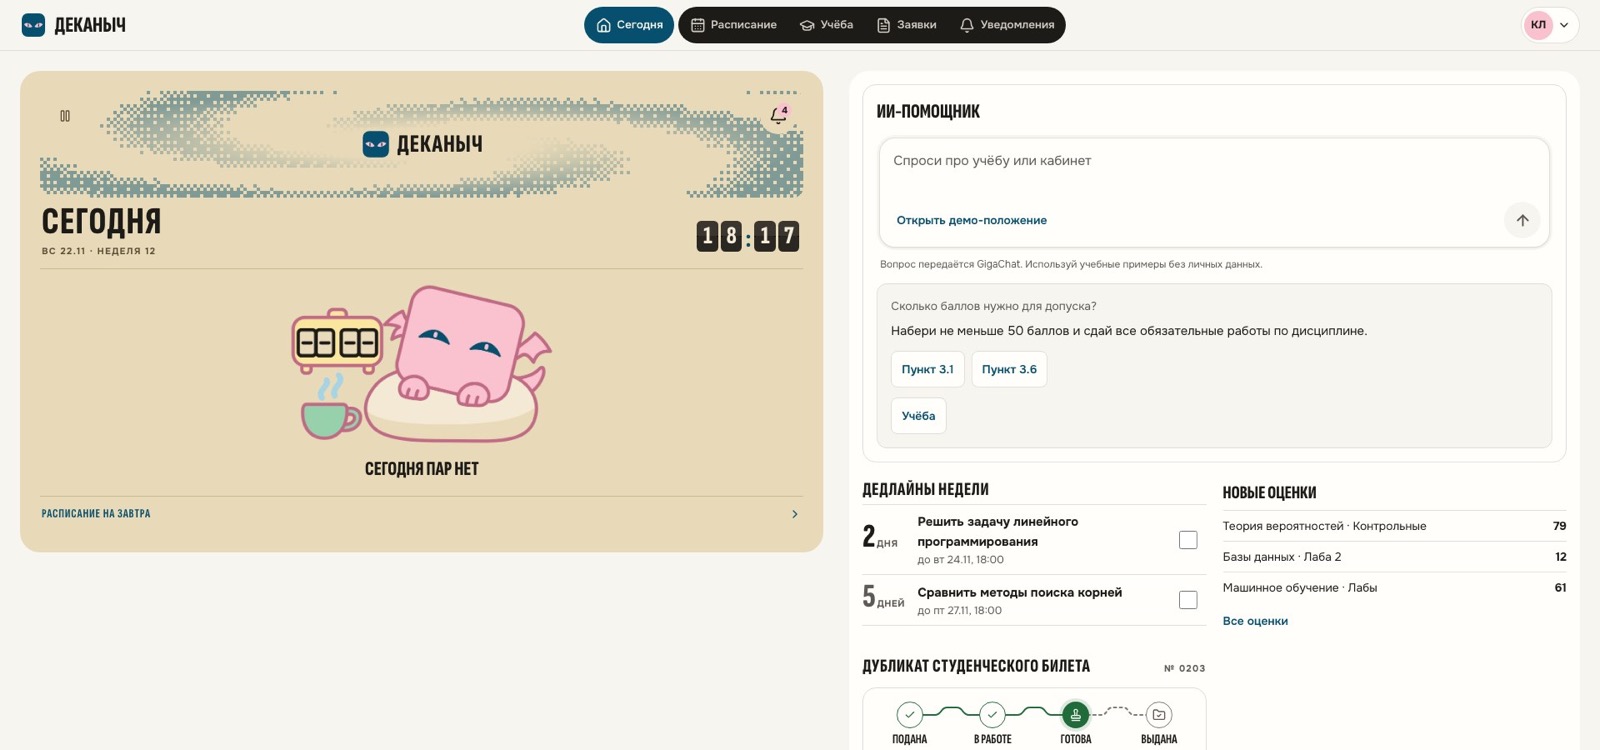 ДЕКАНЫЧ
Сегодня
Расписание
Учёба
Заявки
Уведомления
КЛ
4
ДЕКАНЫЧ
СЕГОДНЯ
ВС 22.11 · НЕДЕЛЯ 12
18:17
СЕГОДНЯ ПАР НЕТ
РАСПИСАНИЕ НА ЗАВТРА
ИИ-ПОМОЩНИК
Спроси про учёбу или кабинет
Открыть демо-положение
Вопрос передаётся GigaChat. Используй учебные примеры без личных данных.
Сколько баллов нужно для допуска?
Набери не меньше 50 баллов и сдай все обязательные работы по дисциплине.
Пункт 3.1
Пункт 3.6
Учёба
ДЕДЛАЙНЫ НЕДЕЛИ
2 ДНЯ
Решить задачу линейного
программирования
до вт 24.11, 18:00
5 ДНЕЙ
Сравнить методы поиска корней
до пт 27.11, 18:00
НОВЫЕ ОЦЕНКИ
Теория вероятностей · Контрольные 79
Базы данных · Лаба 2 12
Машинное обучение · Лабы 61
Все оценки
ДУБЛИКАТ СТУДЕНЧЕСКОГО БИЛЕТА
№ 0203
ПОДАНА
В РАБОТЕ
ГОТОВА
ВЫДАНА